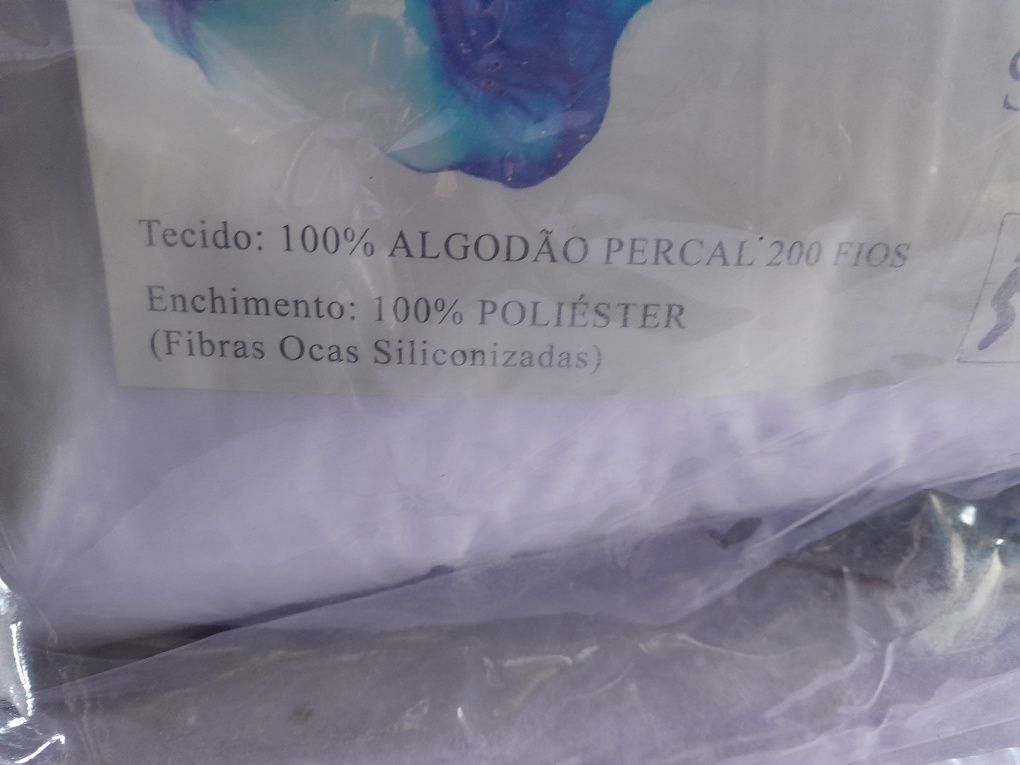 Tecido: 100% ALGODÃO PERCAL 200 FIOS
Enchimento: 100% POLIÉSTER
(Fibras Ocas Siliconizadas)